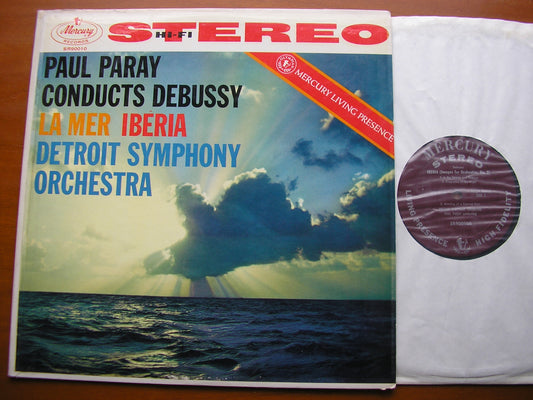 Mercury
RECORDS
SR90010
STEREO
HI-FI
PAUL PARAY
CONDUCTS DEBUSSY
LA MER IBERIA
DETROIT SYMPHONY
ORCHESTRA
MERCURY LIVING PRESENCE
MERCURY
STEREO
LIVING PRESENCE
HIGH FIDELITY